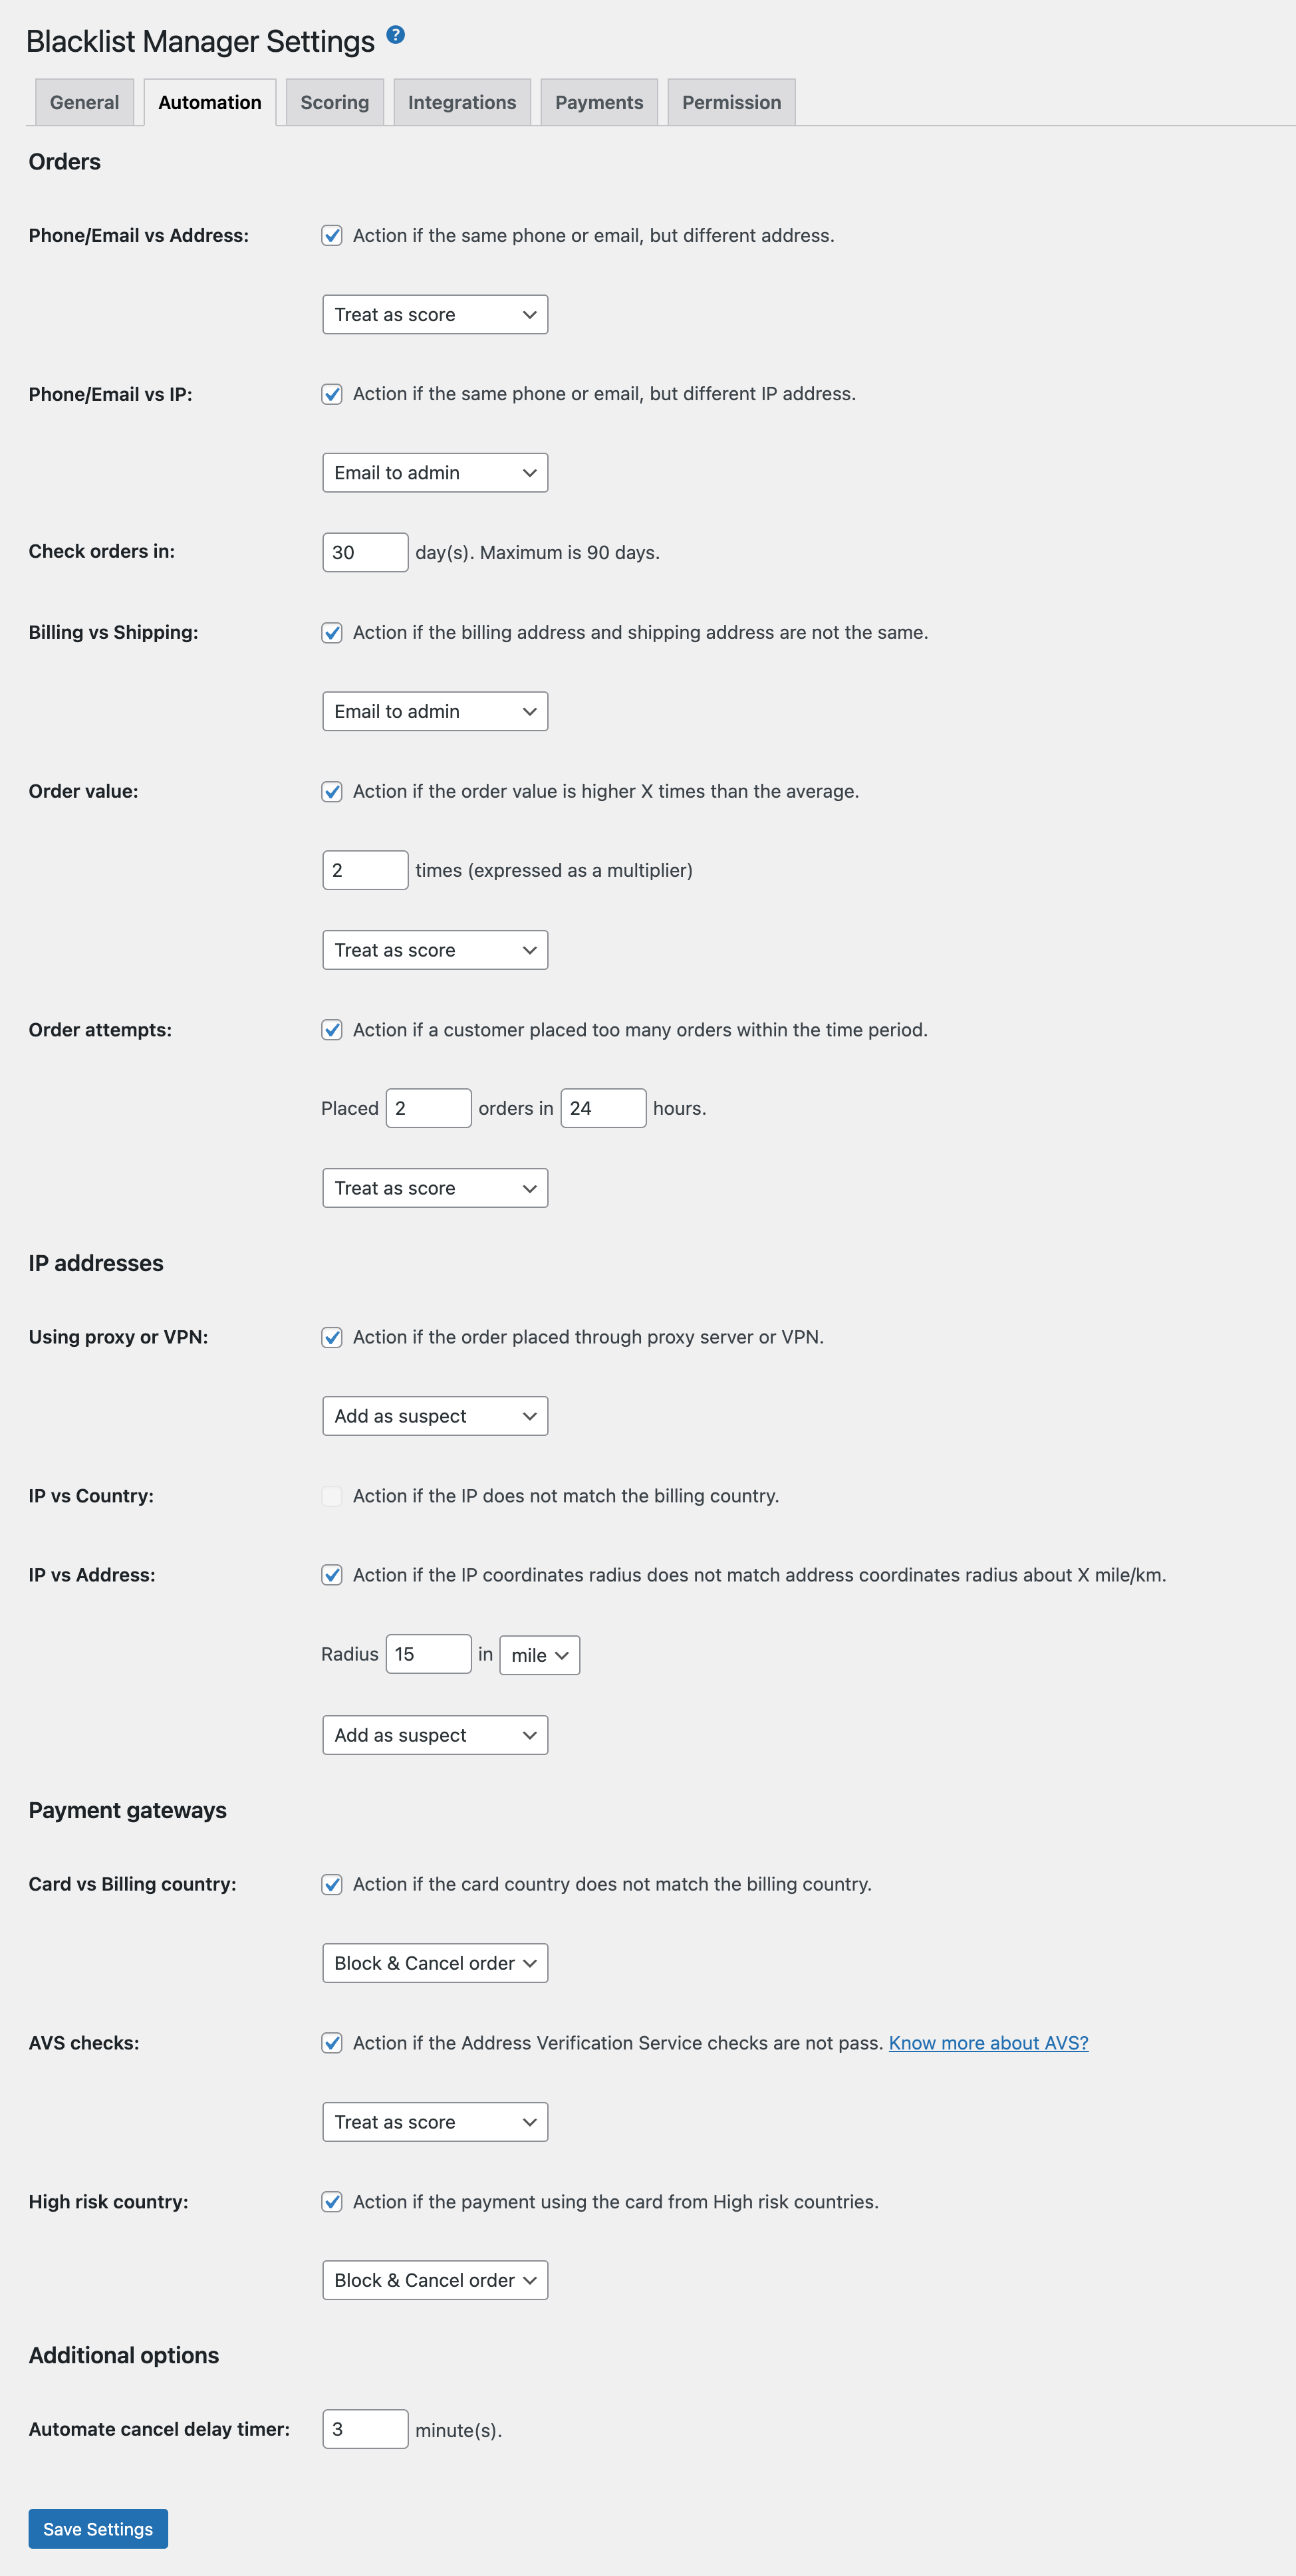 Blacklist Manager Settings ?
General Automation Scoring Integrations Payments Permission
Orders
Phone/Email vs Address: Action if the same phone or email, but different address.
Treat as score
Phone/Email vs IP: Action if the same phone or email, but different IP address.
Email to admin
Check orders in: 30 day(s). Maximum is 90 days.
Billing vs Shipping: Action if the billing address and shipping address are not the same.
Email to admin
Order value: Action if the order value is higher X times than the average.
2 times (expressed as a multiplier)
Treat as score
Order attempts: Action if a customer placed too many orders within the time period.
Placed 2 orders in 24 hours.
Treat as score
IP addresses
Using proxy or VPN: Action if the order placed through proxy server or VPN.
Add as suspect
IP vs Country: Action if the IP does not match the billing country.
IP vs Address: Action if the IP coordinates radius does not match address coordinates radius about X mile/km.
Radius 15 in mile
Add as suspect
Payment gateways
Card vs Billing country: Action if the card country does not match the billing country.
Block & Cancel order
AVS checks: Action if the Address Verification Service checks are not pass. Know more about AVS?
Treat as score
High risk country: Action if the payment using the card from High risk countries.
Block & Cancel order
Additional options
Automate cancel delay timer: 3 minute(s).
Save Settings